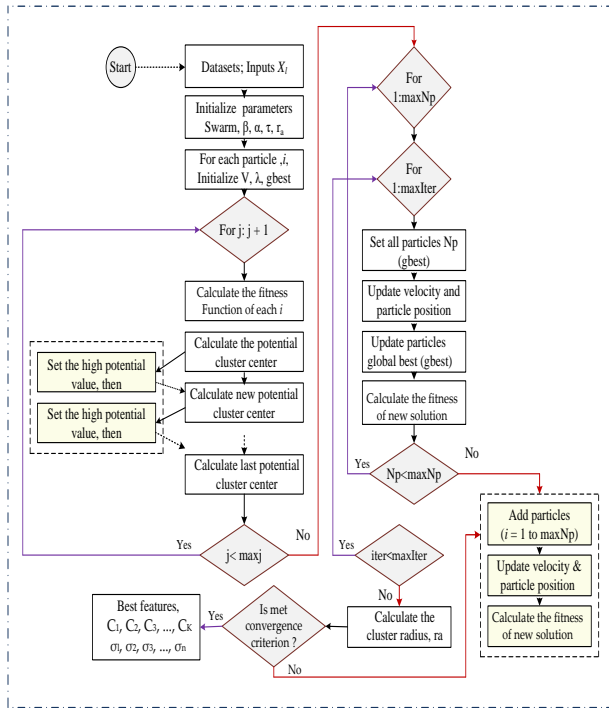 Start
Datasets; Inputs Xₗ
Initialize parameters
Swarm, β, α, τ, rₐ
For each particle ,i,
Initialize V, λ, gbest
For j: j + 1
Calculate the fitness
Function of each i
Calculate the potential
cluster center
Set the high potential
value, then
Calculate new potential
cluster center
Set the high potential
value, then
Calculate last potential
cluster center
Yes
j< maxj
No
For
1:maxNp
For
1:maxIter
Set all particles Np
(gbest)
Update velocity and
particle position
Update particles
global best (gbest)
Calculate the fitness
of new solution
Yes
Np<maxNp
No
Add particles
(i = 1 to maxNp)
Update velocity &
particle position
Calculate the fitness
of new solution
Yes
iter<maxIter
No
Calculate the
cluster radius, ra
Is met
convergence
criterion ?
Yes
No
Best features,
C₁, C₂, C₃, ..., Cₖ
σ₁, σ₂, σ₃, ..., σₙ